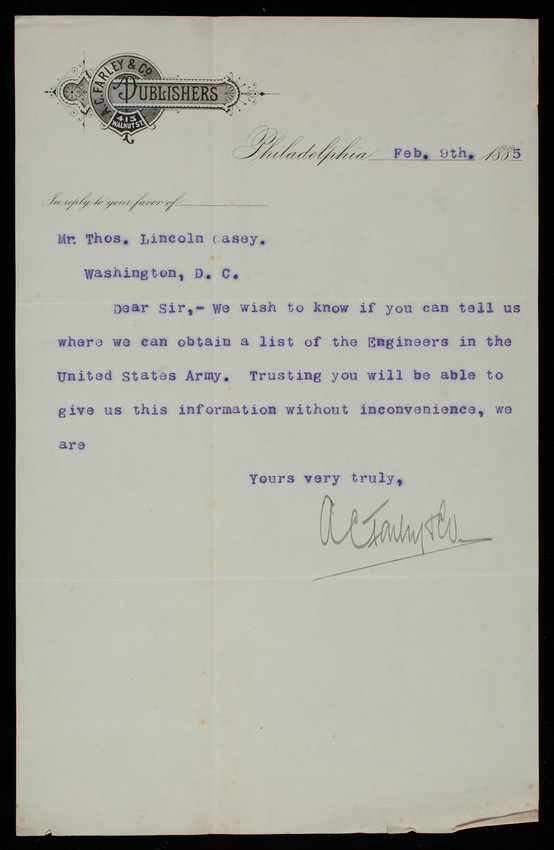 A. C. FARLEY & CO
PUBLISHERS
413
WALNUT ST.
Philadelphia Feb. 9th. 1885
In reply to your favor of
Mr. Thos. Lincoln Casey.
Washington, D. C.
Dear Sir,- We wish to know if you can tell us
where we can obtain a list of the Engineers in the
United States Army. Trusting you will be able to
give us this information without inconvenience, we
are
Yours very truly,
A C Farley & Co.